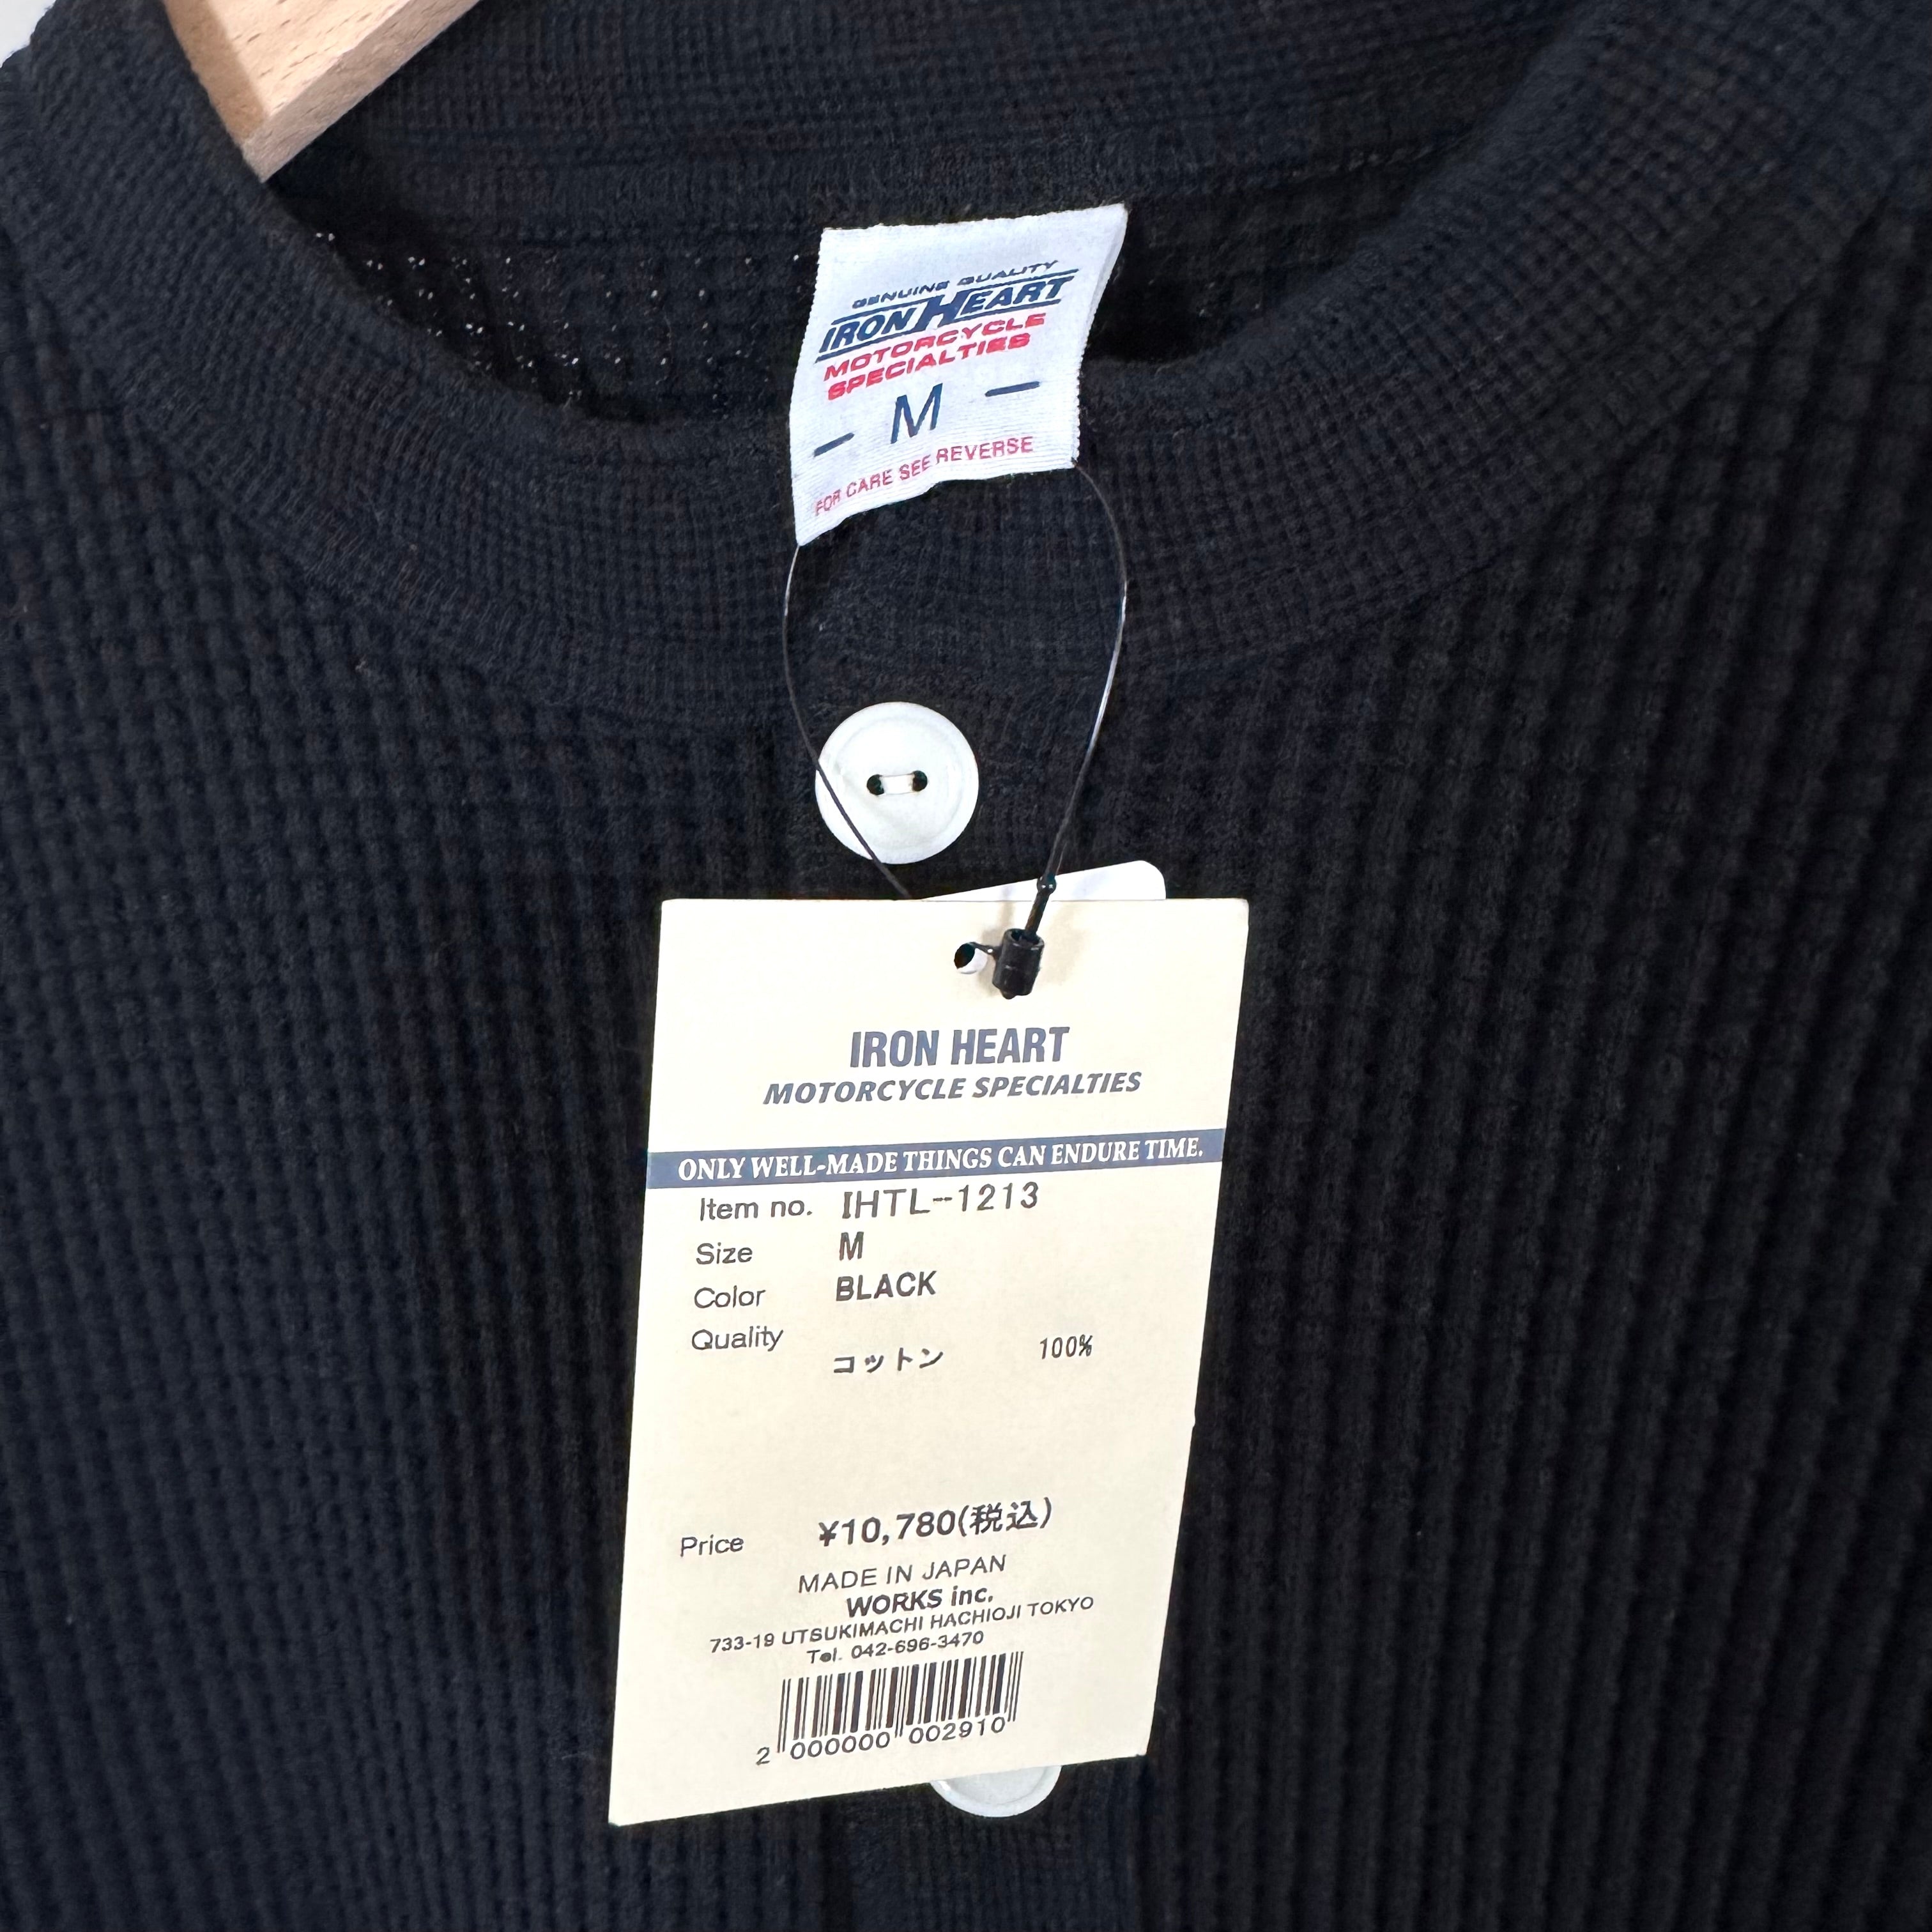 GENUINE QUALITY
IRON HEART
MOTORCYCLE
SPECIALTIES
— M —
FOR CARE SEE REVERSE
IRON HEART
MOTORCYCLE SPECIALTIES
ONLY WELL-MADE THINGS CAN ENDURE TIME.
Item no. IHTL-1213
Size M
Color BLACK
Quality
コットン 100%
Price ¥10,780(税込)
MADE IN JAPAN
WORKS inc.
733-19 UTSUKIMACHI HACHIOJI TOKYO
Tel. 042-696-3470
2 000000 002910